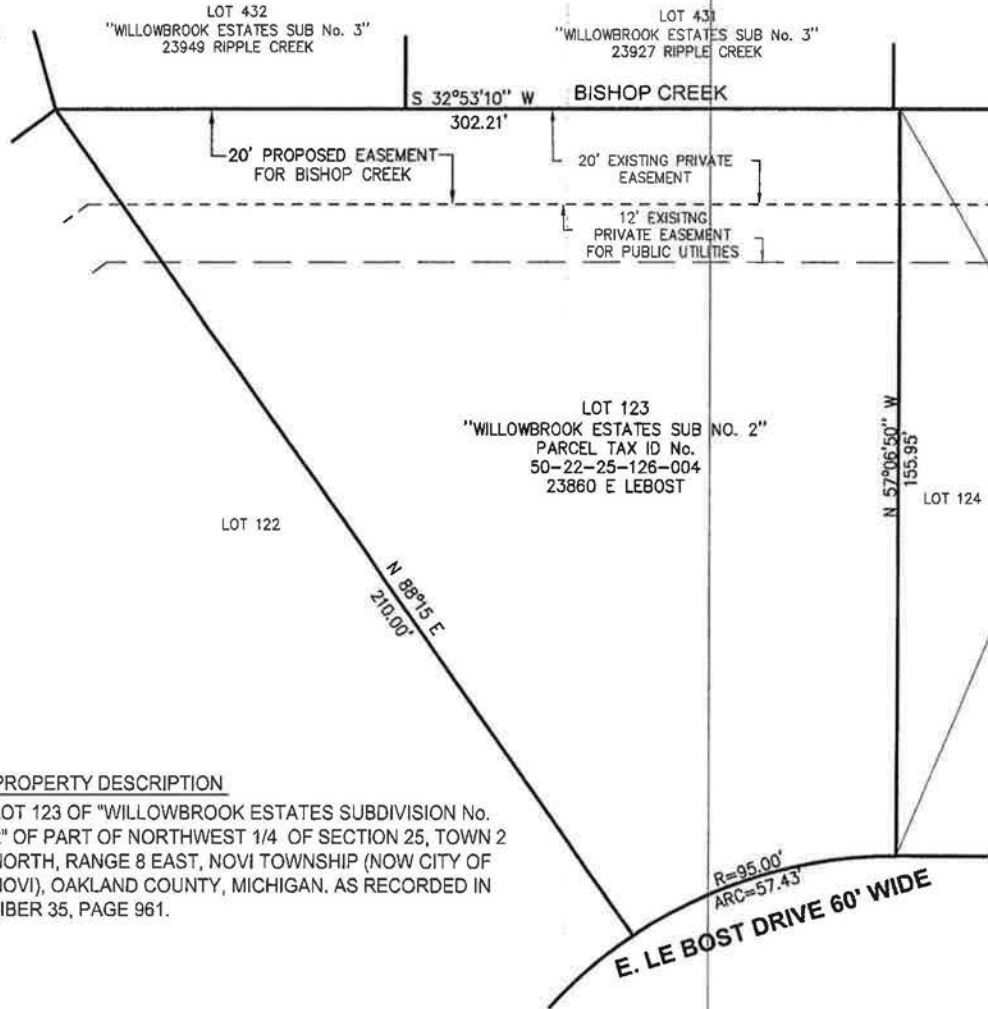 LOT 432
"WILLOWBROOK ESTATES SUB No. 3"
23949 RIPPLE CREEK
LOT 431
"WILLOWBROOK ESTATES SUB No. 3"
23927 RIPPLE CREEK
S 32°53'10" W
302.21'
BISHOP CREEK
20' PROPOSED EASEMENT
FOR BISHOP CREEK
20' EXISTING PRIVATE
EASEMENT
12' EXISITNG
PRIVATE EASEMENT
FOR PUBLIC UTILITIES
LOT 123
"WILLOWBROOK ESTATES SUB NO. 2"
PARCEL TAX ID No.
50-22-25-126-004
23860 E LEBOST
N 57°06'50" W
155.95'
LOT 124
LOT 122
N 88°15 E
210.00'
PROPERTY DESCRIPTION
OT 123 OF "WILLOWBROOK ESTATES SUBDIVISION No.
" OF PART OF NORTHWEST 1/4 OF SECTION 25, TOWN 2
NORTH, RANGE 8 EAST, NOVI TOWNSHIP (NOW CITY OF
NOVI), OAKLAND COUNTY, MICHIGAN. AS RECORDED IN
IBER 35, PAGE 961.
R=95.00'
ARC=57.43'
E. LE BOST DRIVE 60' WIDE